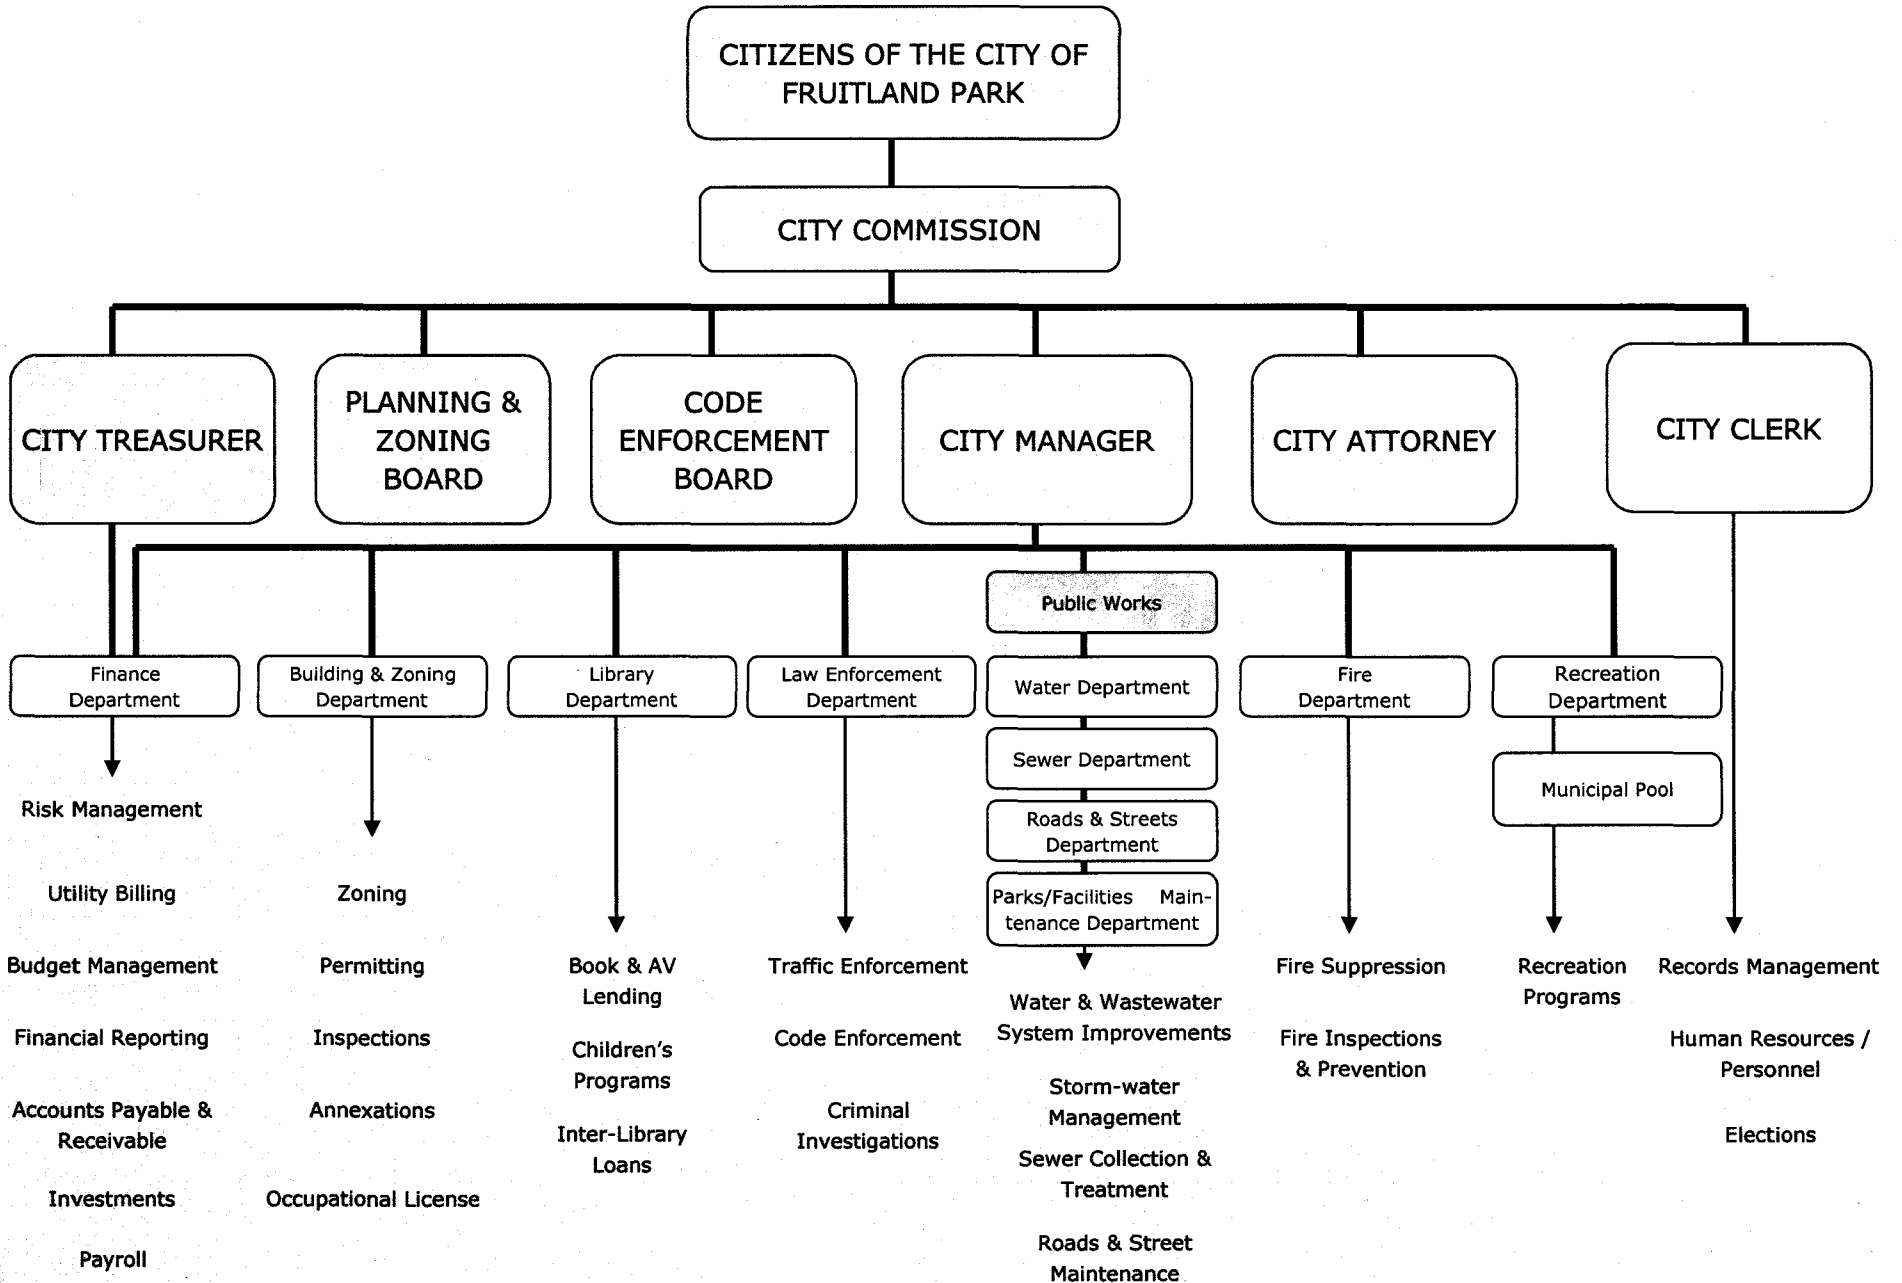 CITIZENS OF THE CITY OF
FRUITLAND PARK
CITY COMMISSION
CITY TREASURER
PLANNING &
ZONING
BOARD
CODE
ENFORCEMENT
BOARD
CITY MANAGER
CITY ATTORNEY
CITY CLERK
Public Works
Finance
Department
Building & Zoning
Department
Library
Department
Law Enforcement
Department
Water Department
Sewer Department
Roads & Streets
Department
Parks/Facilities Main-
tenance Department
Fire
Department
Recreation
Department
Municipal Pool
Risk Management
Utility Billing
Budget Management
Financial Reporting
Accounts Payable &
Receivable
Investments
Payroll
Zoning
Permitting
Inspections
Annexations
Occupational License
Book & AV
Lending
Children's
Programs
Inter-Library
Loans
Traffic Enforcement
Code Enforcement
Criminal
Investigations
Water & Wastewater
System Improvements
Storm-water
Management
Sewer Collection &
Treatment
Roads & Street
Maintenance
Fire Suppression
Fire Inspections
& Prevention
Recreation
Programs
Records Management
Human Resources /
Personnel
Elections